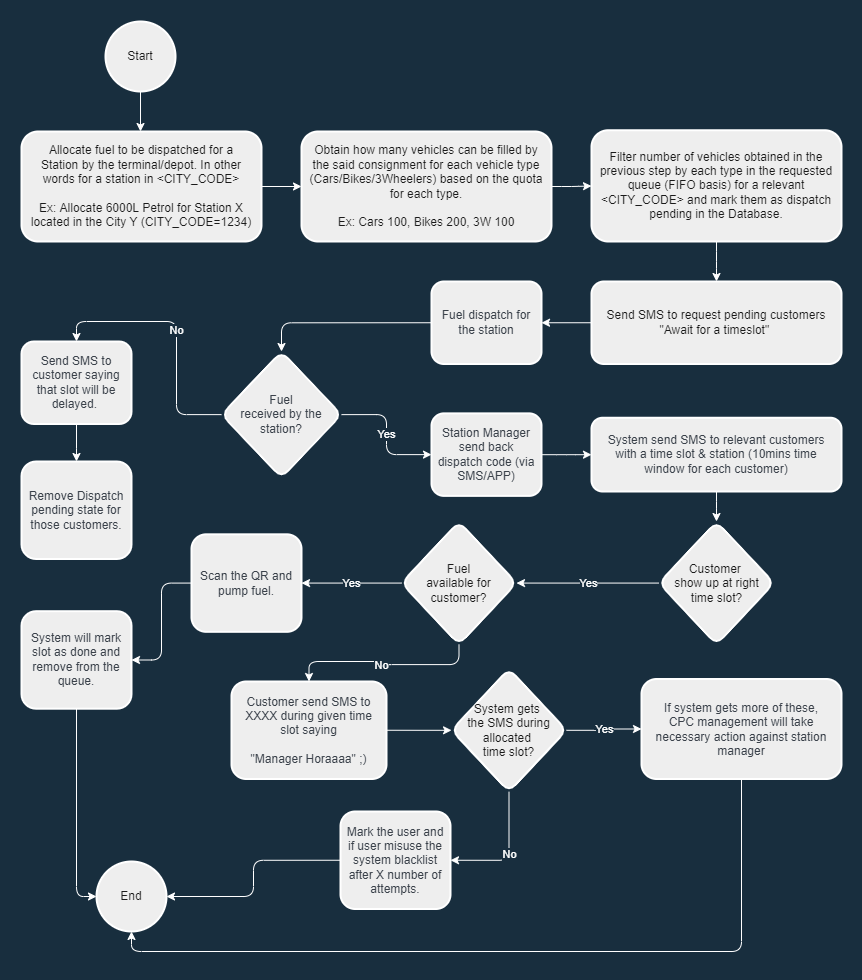 Start
Allocate fuel to be dispatched for a
Station by the terminal/depot. In other
words for a station in <CITY_CODE>
Ex: Allocate 6000L Petrol for Station X
located in the City Y (CITY_CODE=1234)
Obtain how many vehicles can be filled by
the said consignment for each vehicle type
(Cars/Bikes/3Wheelers) based on the quota
for each type.
Ex: Cars 100, Bikes 200, 3W 100
Filter number of vehicles obtained in the
previous step by each type in the requested
queue (FIFO basis) for a relevant
<CITY_CODE> and mark them as dispatch
pending in the Database.
Send SMS to request pending customers
"Await for a timeslot"
Fuel dispatch for
the station
Fuel
received by the
station?
No
Send SMS to
customer saying
that slot will be
delayed.
Remove Dispatch
pending state for
those customers.
Yes
Station Manager
send back
dispatch code (via
SMS/APP)
System send SMS to relevant customers
with a time slot & station (10mins time
window for each customer)
Customer
show up at right
time slot?
Yes
Fuel
available for
customer?
Yes
Scan the QR and
pump fuel.
System will mark
slot as done and
remove from the
queue.
No
Customer send SMS to
XXXX during given time
slot saying
"Manager Horaaaa" ;)
System gets
the SMS during
allocated
time slot?
Yes
If system gets more of these,
CPC management will take
necessary action against station
manager
No
Mark the user and
if user misuse the
system blacklist
after X number of
attempts.
End